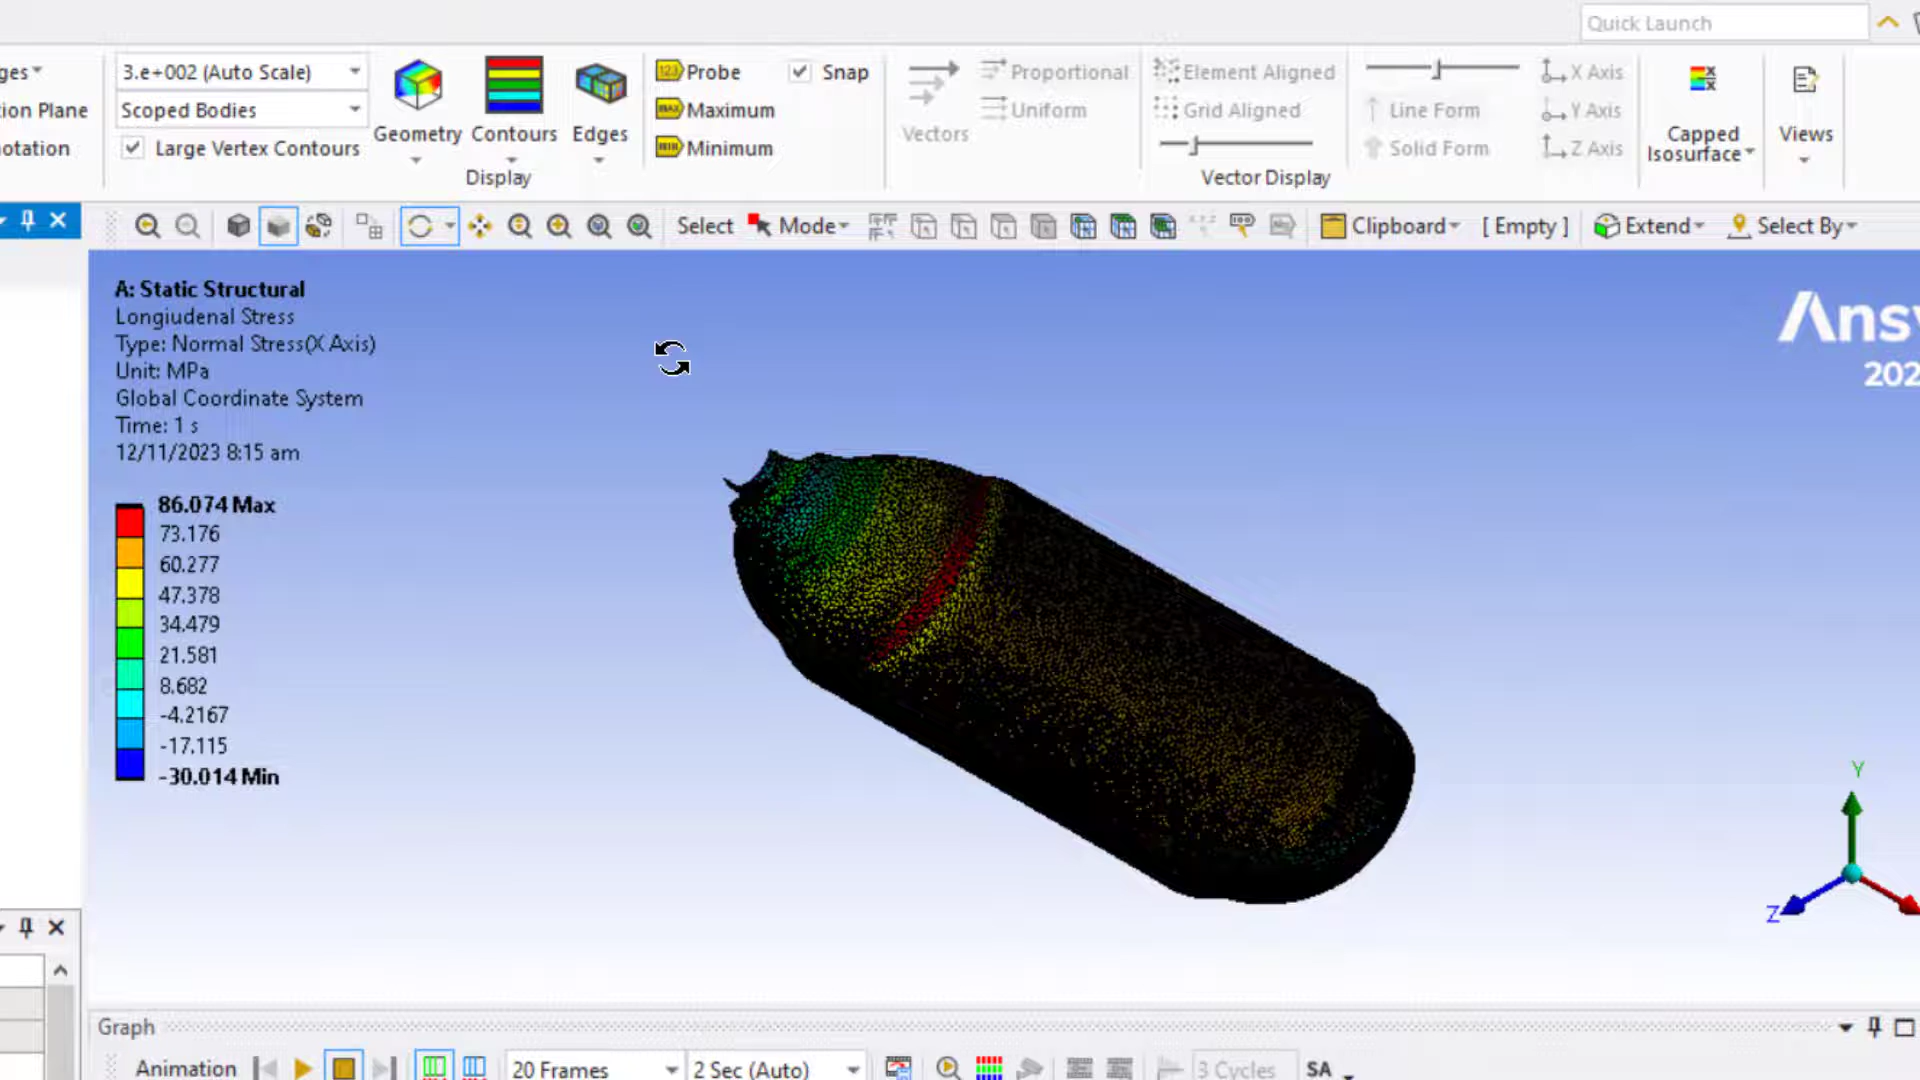 Quick Launch
ges
3.e+002 (Auto Scale)
Probe
Snap
Proportional
Element Aligned
X Axis
ion Plane
Scoped Bodies
Maximum
Uniform
Grid Aligned
Line Form
Y Axis
Geometry
Contours
Edges
Vectors
Capped
Isosurface
Views
otation
Large Vertex Contours
Minimum
Solid Form
Z Axis
Display
Vector Display
Select
Mode
Clipboard
[ Empty ]
Extend
Select By
A: Static Structural
Longiudenal Stress
Type: Normal Stress(X Axis)
Unit: MPa
Global Coordinate System
Time: 1 s
12/11/2023 8:15 am
Ansy
202
86.074 Max
73.176
60.277
47.378
34.479
21.581
8.682
-4.2167
-17.115
-30.014 Min
Y
Z
Graph
Animation
20 Frames
2 Sec (Auto)
3 Cycles
SA